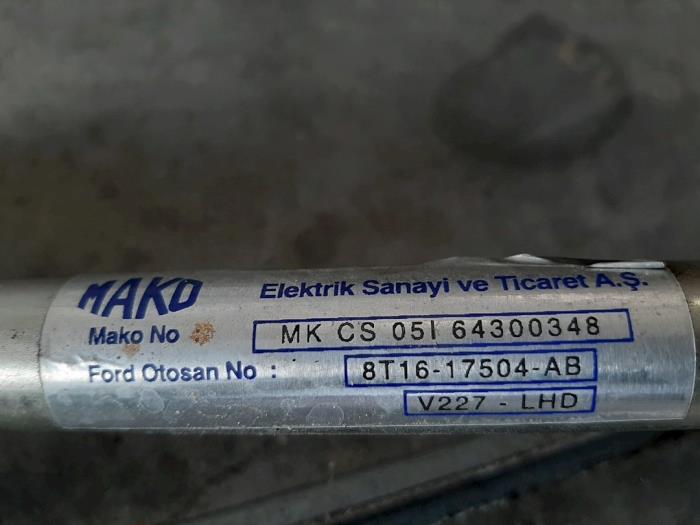 MAKO Elektrik Sanayi ve Ticaret A.Ş.
Mako No MK CS 05I 64300348
Ford Otosan No : 8T16-17504-AB
V227 - LHD